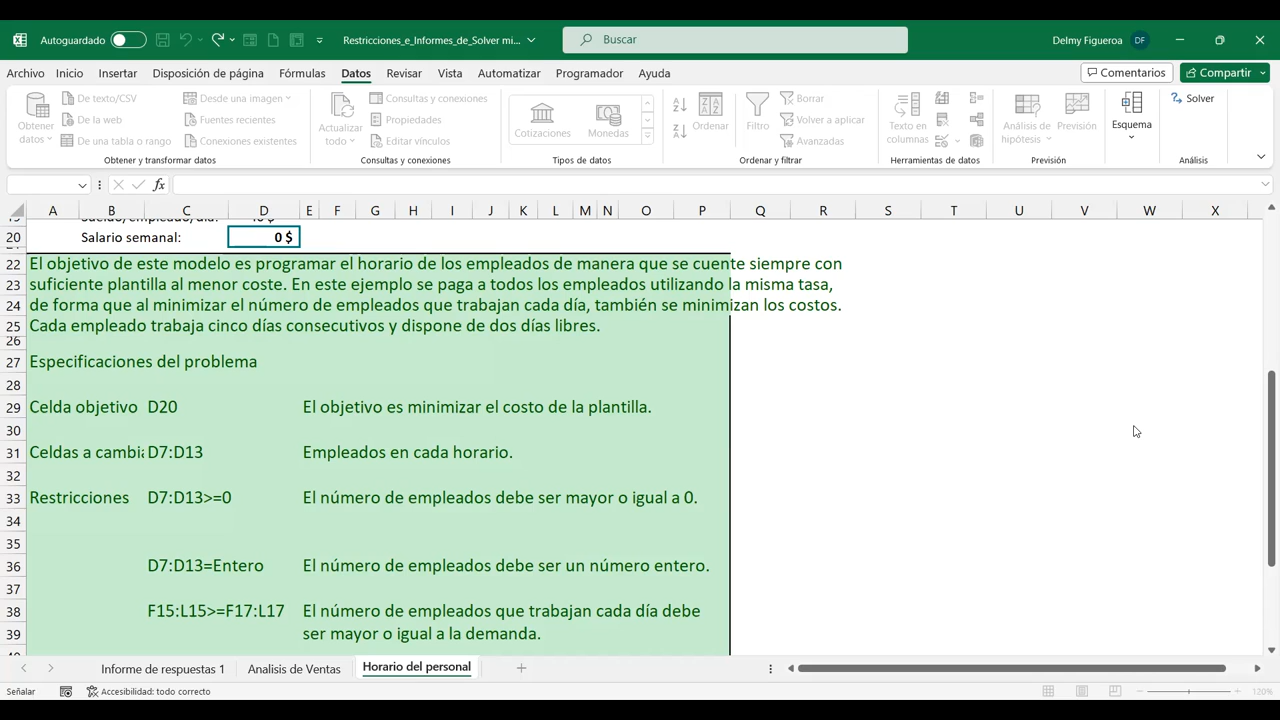 Autoguardado
Restricciones_e_Informes_de_Solver mi...
Buscar
Delmy Figueroa DF
Archivo Inicio Insertar Disposición de página Fórmulas Datos Revisar Vista Automatizar Programador Ayuda
Comentarios Compartir
Obtener datos
De texto/CSV
De la web
De una tabla o rango
Desde una imagen
Fuentes recientes
Conexiones existentes
Obtener y transformar datos
Actualizar todo
Consultas y conexiones
Propiedades
Editar vínculos
Consultas y conexiones
Cotizaciones Monedas
Tipos de datos
Ordenar
Filtro
Borrar
Volver a aplicar
Avanzadas
Ordenar y filtrar
Texto en columnas
Herramientas de datos
Análisis de hipótesis
Previsión
Previsión
Esquema
Solver
Análisis
fx
A B C D E F G H I J K L M N O P Q R S T U V W X
20 Salario semanal: 0 $
22 El objetivo de este modelo es programar el horario de los empleados de manera que se cuente siempre con
23 suficiente plantilla al menor coste. En este ejemplo se paga a todos los empleados utilizando la misma tasa,
24 de forma que al minimizar el número de empleados que trabajan cada día, también se minimizan los costos.
25 Cada empleado trabaja cinco días consecutivos y dispone de dos días libres.
26
27 Especificaciones del problema
28
29 Celda objetivo D20 El objetivo es minimizar el costo de la plantilla.
30
31 Celdas a cambia D7:D13 Empleados en cada horario.
32
33 Restricciones D7:D13>=0 El número de empleados debe ser mayor o igual a 0.
34
35
36 D7:D13=Entero El número de empleados debe ser un número entero.
37
38 F15:L15>=F17:L17 El número de empleados que trabajan cada día debe
39 ser mayor o igual a la demanda.
Informe de respuestas 1 Analisis de Ventas Horario del personal
Señalar Accesibilidad: todo correcto 120%